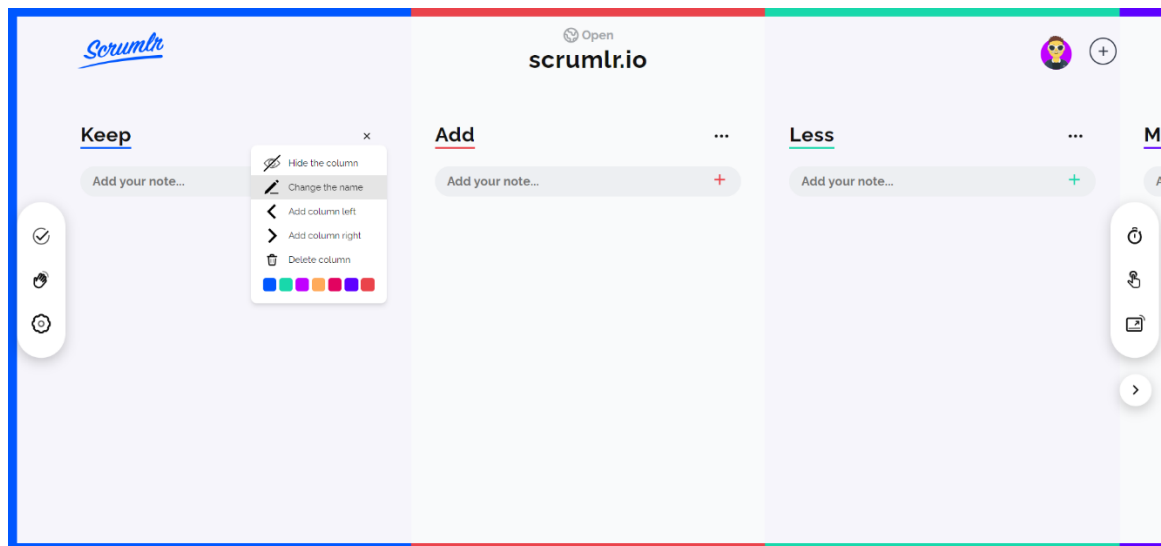 Scrumlr
Open
scrumlr.io
Keep
Add your note...
Hide the column
Change the name
Add column left
Add column right
Delete column
Add
Add your note...
Less
Add your note...
M
A